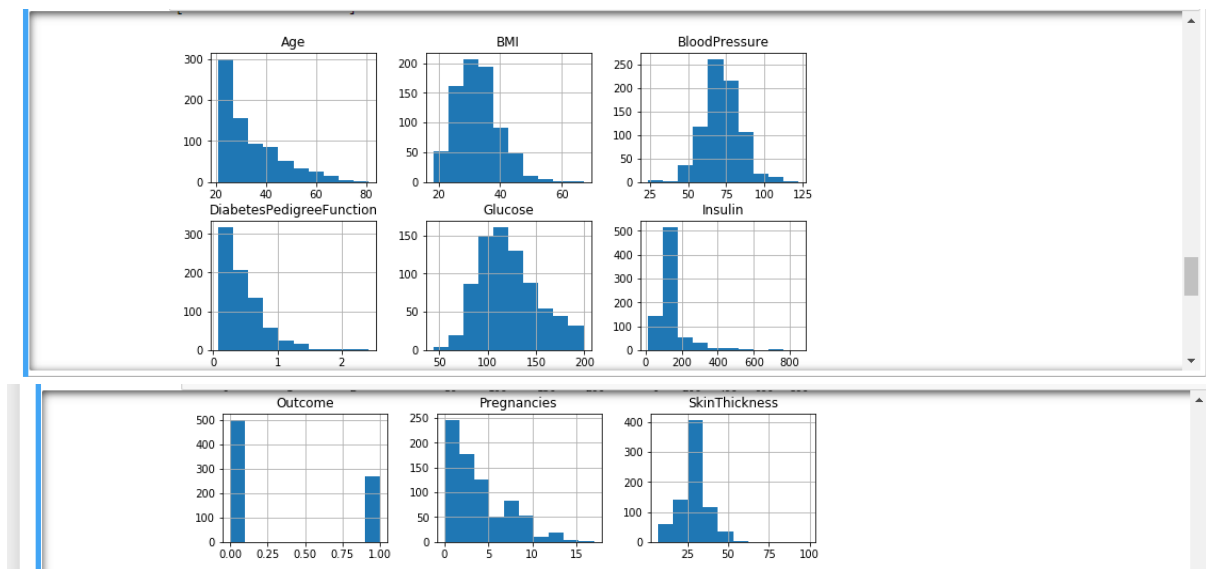 Age BMI BloodPressure
300 200 250
200 150 200
100 100 150
0 50 100
0 50
0
20 40 60 80 20 40 60 25 50 75 100 125
DiabetesPedigreeFunction Glucose Insulin
300 150 500
200 100 400
100 50 300
0 0 200
100
0
0 1 2 50 100 150 200 0 200 400 600 800
Outcome Pregnancies SkinThickness
500 250 400
400 200 300
300 150 200
200 100 100
100 50 0
0 0
0.00 0.25 0.50 0.75 1.00 0 5 10 15 25 50 75 100